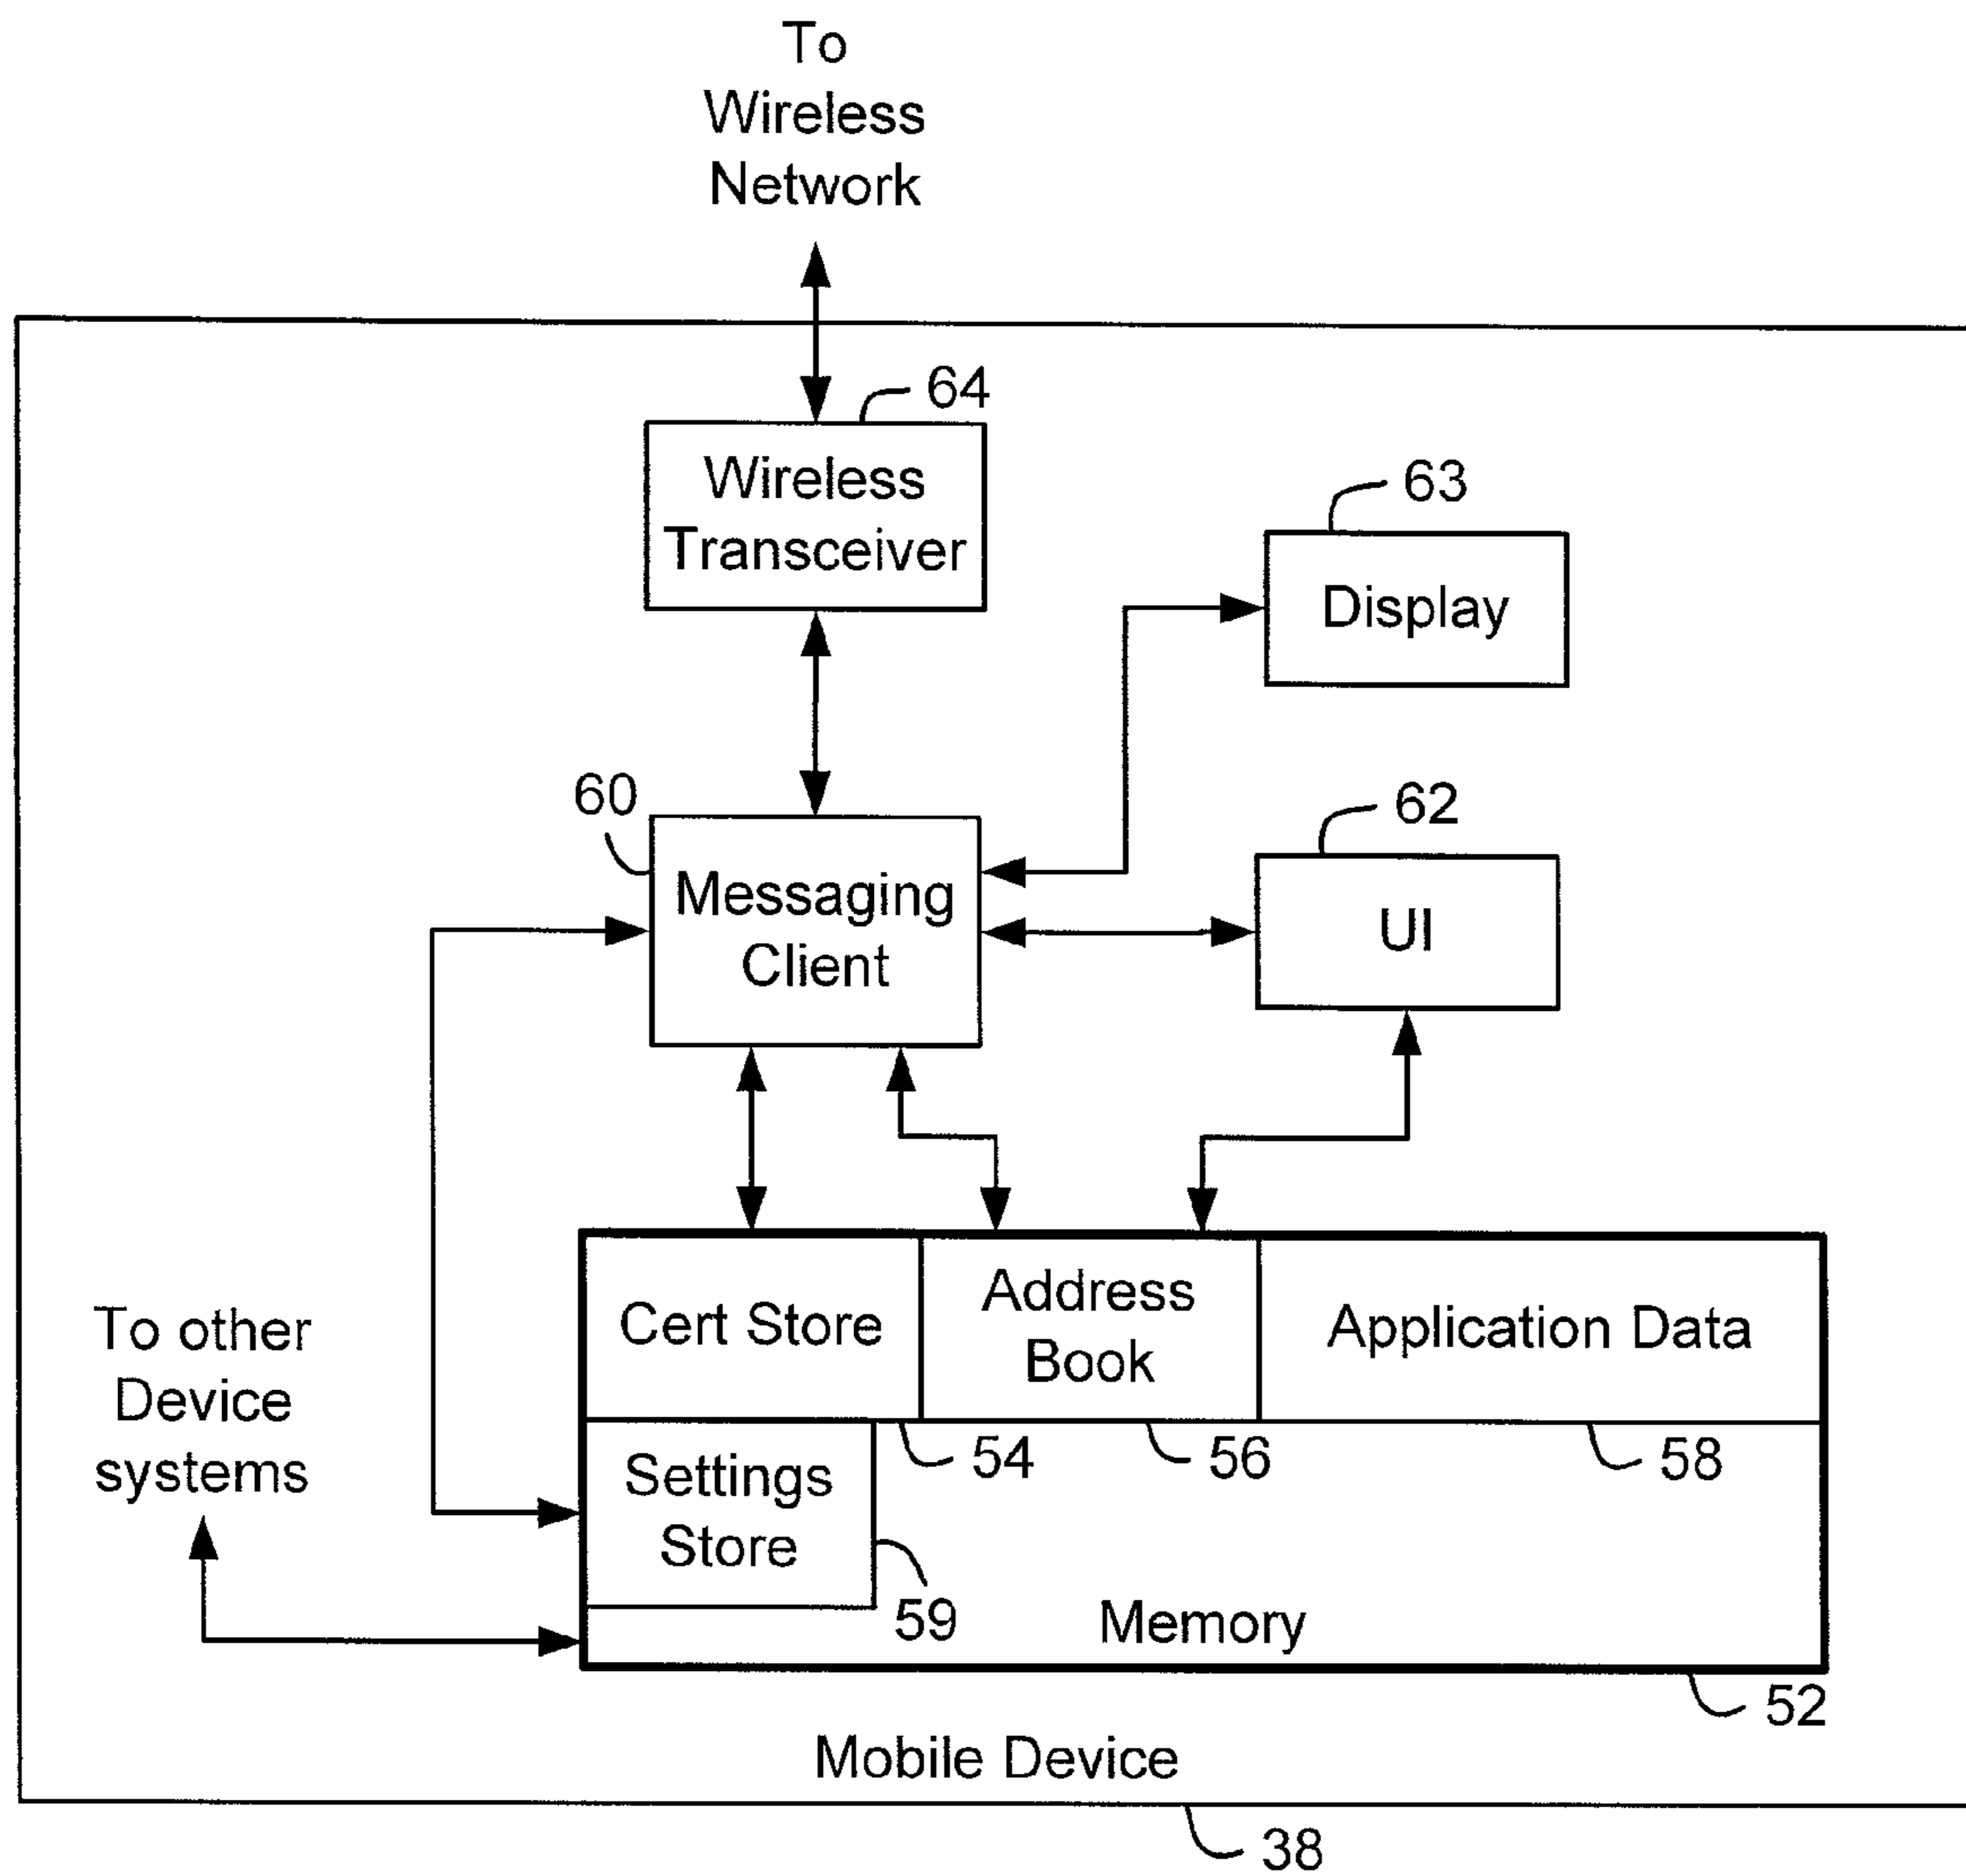 To
Wireless
Network
64
Wireless
Transceiver
63
Display
60
Messaging
Client
62
UI
To other
Device
systems
Cert Store
Address
Book
Application Data
54
56
58
Settings
Store
59
Memory
52
Mobile Device
38